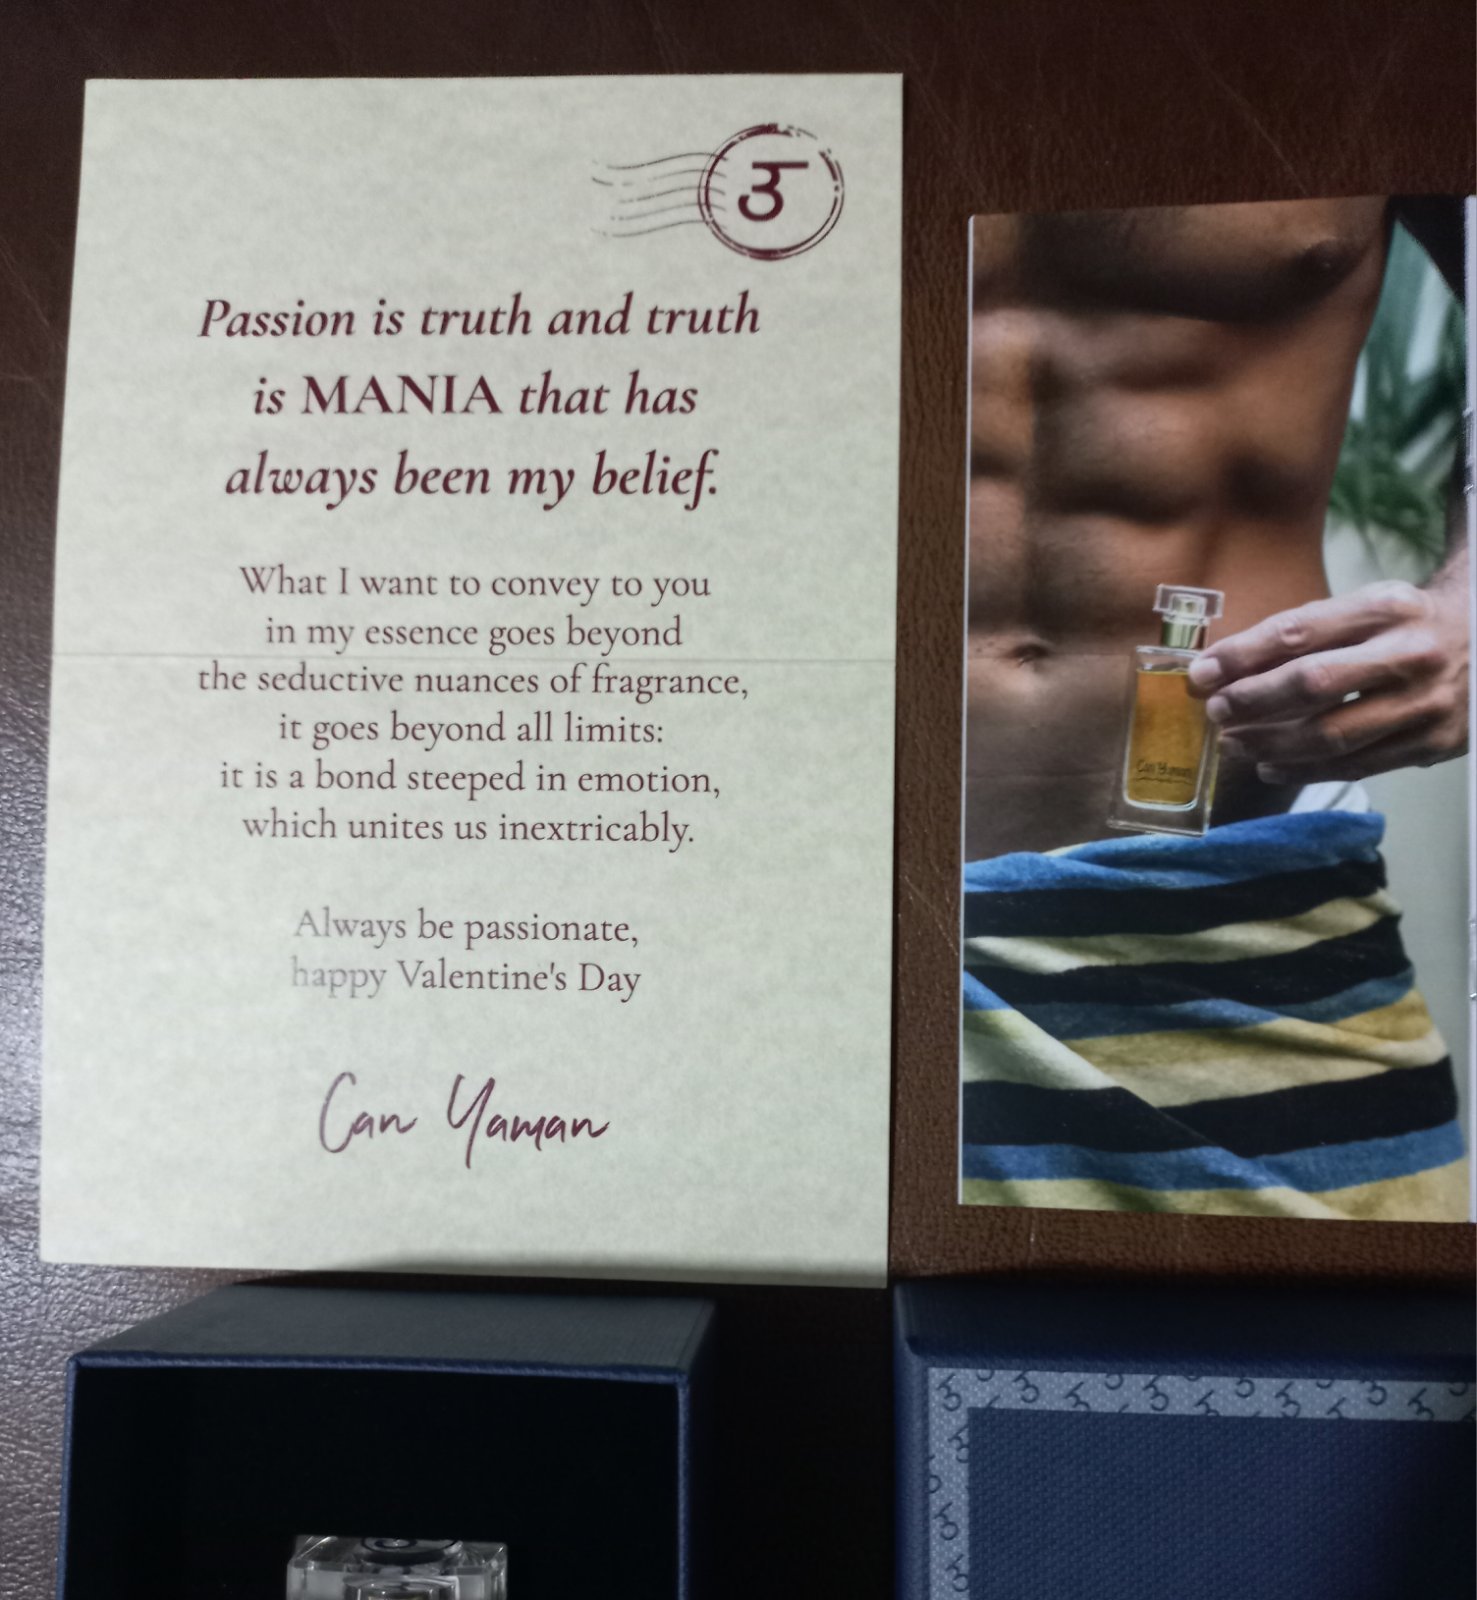 Passion is truth and truth
is MANIA that has
always been my belief.
What I want to convey to you
in my essence goes beyond
the seductive nuances of fragrance,
it goes beyond all limits:
it is a bond steeped in emotion,
which unites us inextricably.
Always be passionate,
happy Valentine's Day
Can Yaman
Can Yaman